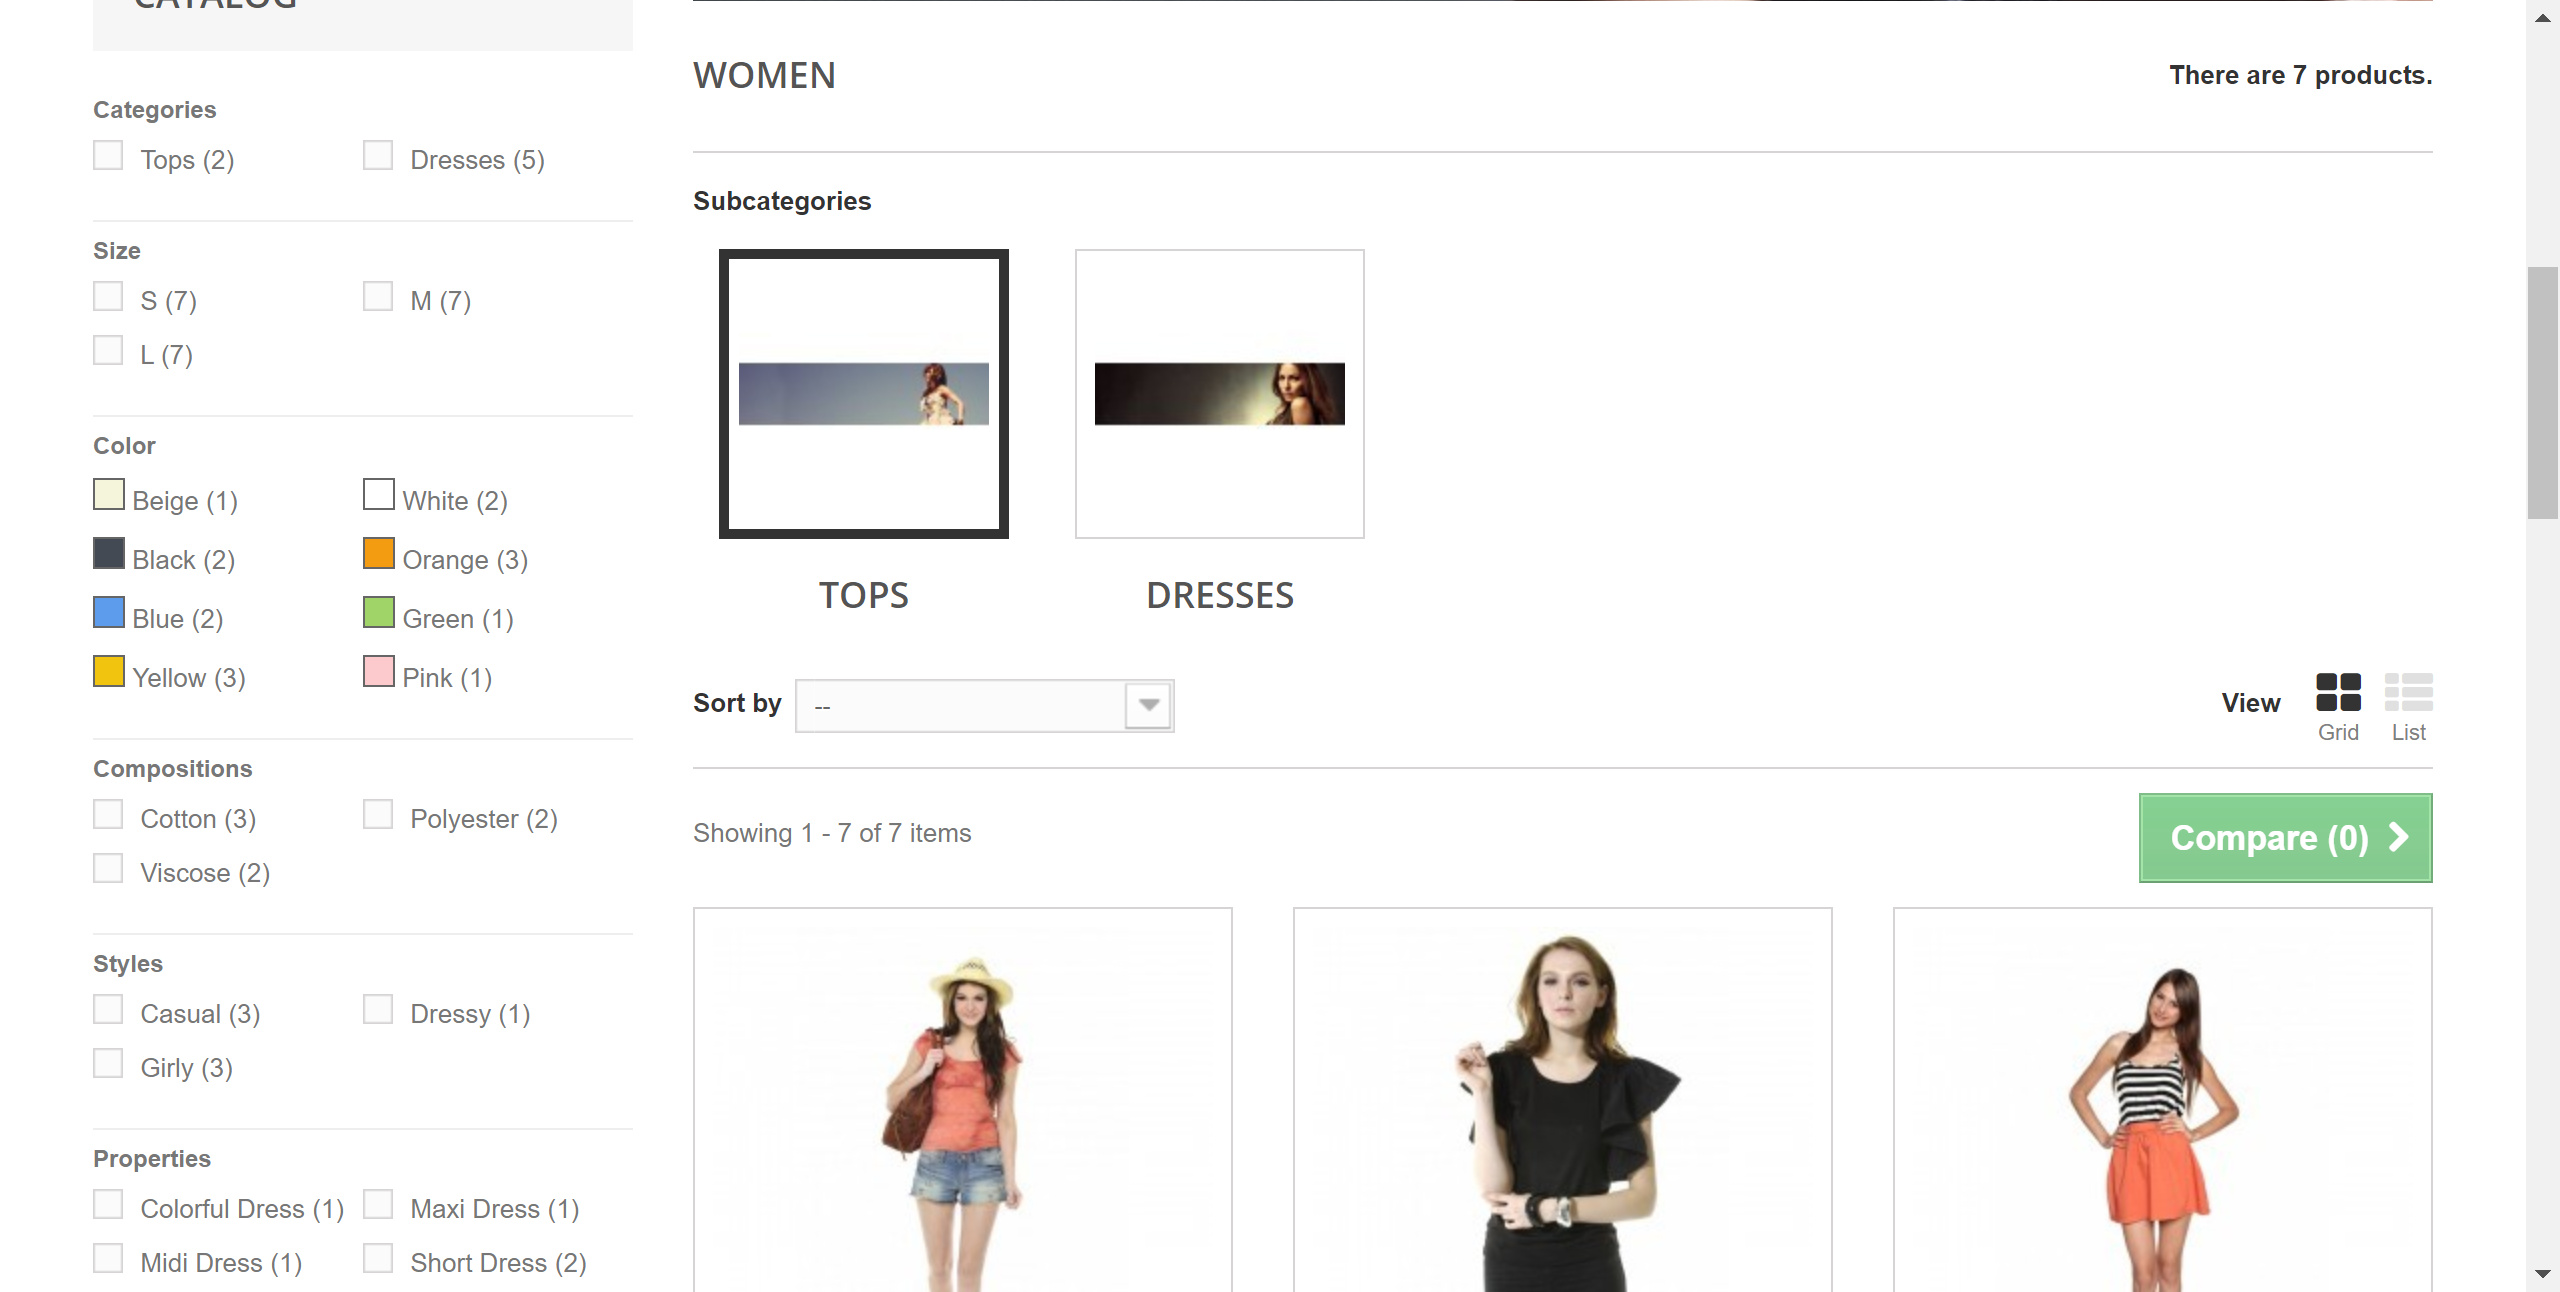 CATALOG
Categories
Tops (2)
Dresses (5)
Size
S (7)
M (7)
L (7)
Color
Beige (1)
White (2)
Black (2)
Orange (3)
Blue (2)
Green (1)
Yellow (3)
Pink (1)
Compositions
Cotton (3)
Polyester (2)
Viscose (2)
Styles
Casual (3)
Dressy (1)
Girly (3)
Properties
Colorful Dress (1)
Maxi Dress (1)
Midi Dress (1)
Short Dress (2)
WOMEN
There are 7 products.
Subcategories
TOPS
DRESSES
Sort by
--
View
Grid
List
Showing 1 - 7 of 7 items
Compare (0)